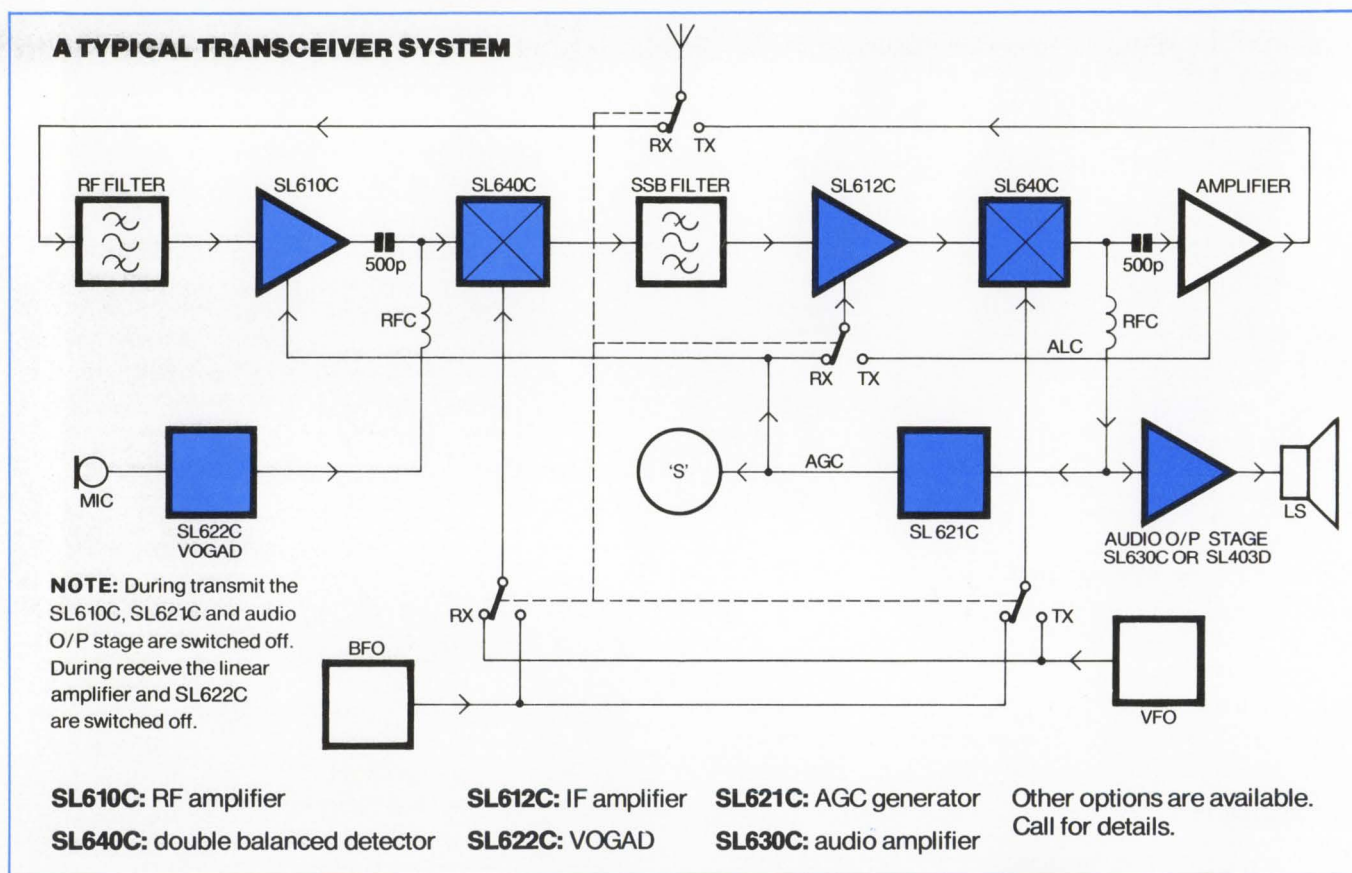 A TYPICAL TRANSCEIVER SYSTEM
RX TX
RF FILTER
SL610C
SL640C
SSB FILTER
SL612C
SL640C
AMPLIFIER
500p
500p
RFC
RFC
ALC
RX TX
MIC
SL622C
VOGAD
'S'
AGC
SL621C
AUDIO O/P STAGE
SL630C OR SL403D
LS
NOTE: During transmit the
SL610C, SL621C and audio
O/P stage are switched off.
During receive the linear
amplifier and SL622C
are switched off.
RX
TX
BFO
VFO
SL610C: RF amplifier
SL612C: IF amplifier
SL621C: AGC generator
Other options are available.
Call for details.
SL640C: double balanced detector
SL622C: VOGAD
SL630C: audio amplifier